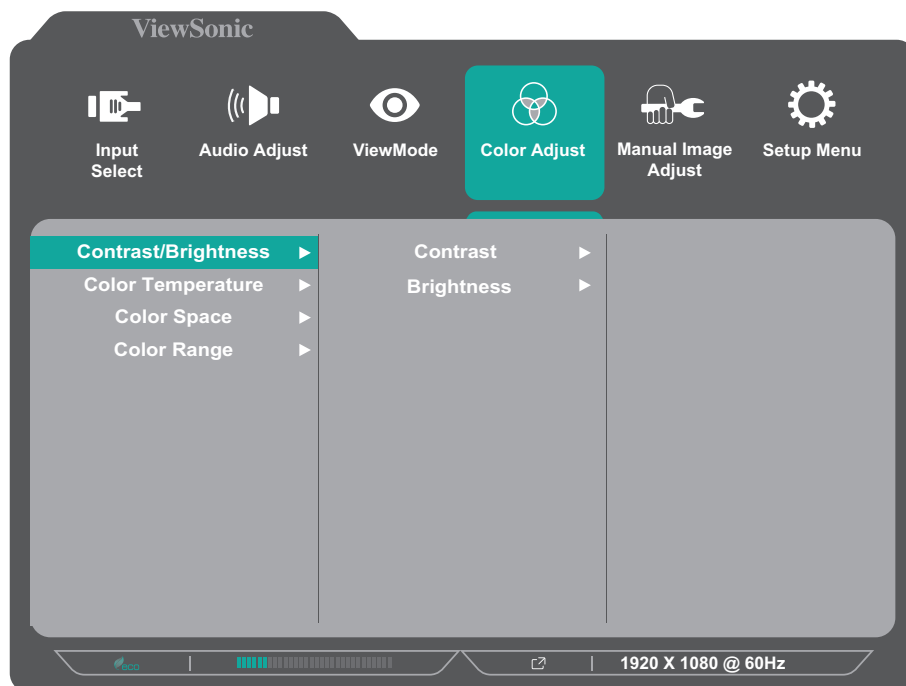 ViewSonic
Input
Select
Audio Adjust
ViewMode
Color Adjust
Manual Image
Adjust
Setup Menu
Contrast/Brightness
Color Temperature
Color Space
Color Range
Contrast
Brightness
eco
1920 X 1080 @ 60Hz